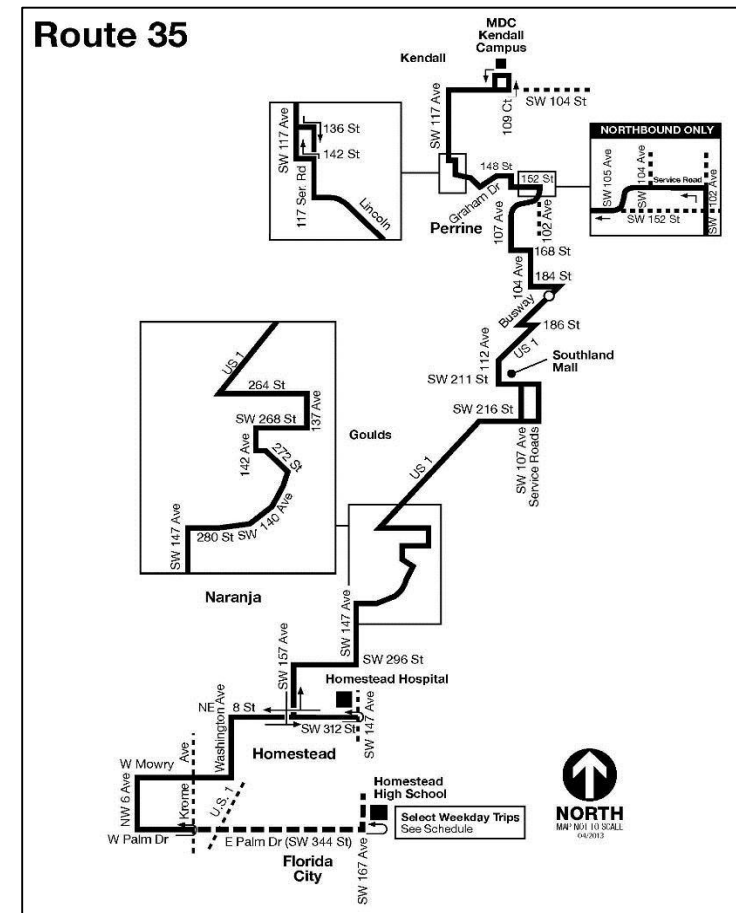 Route 35
MDC
Kendall
Campus
Kendall
SW 117 Ave
109 Ct
SW 104 St
SW 117 Ave
136 St
142 St
117 Ser. Rd
Lincoln
148 St
Graham Dr
152 St
NORTHBOUND ONLY
SW 105 Ave
SW 104 Ave
Service Road
SW 102 Ave
SW 152 St
Perrine
107 Ave
102 Ave
168 St
104 Ave
184 St
Busway
186 St
US 1
112 Ave
Southland
Mall
SW 211 St
SW 216 St
SW 107 Ave
Service Roads
US 1
US 1
264 St
137 Ave
SW 268 St
142 Ave
272 St
SW 140 Ave
280 St
SW 147 Ave
Goulds
Naranja
SW 147 Ave
SW 296 St
SW 157 Ave
Homestead Hospital
NE 8 St
SW 312 St
SW 147 Ave
Washington Ave
Homestead
W Mowry
Krome Ave
NW 6 Ave
U.S. 1
W Palm Dr
E Palm Dr (SW 344 St)
Florida
City
SW 167 Ave
Homestead
High School
Select Weekday Trips
See Schedule
NORTH
MAP NOT TO SCALE
04/2013